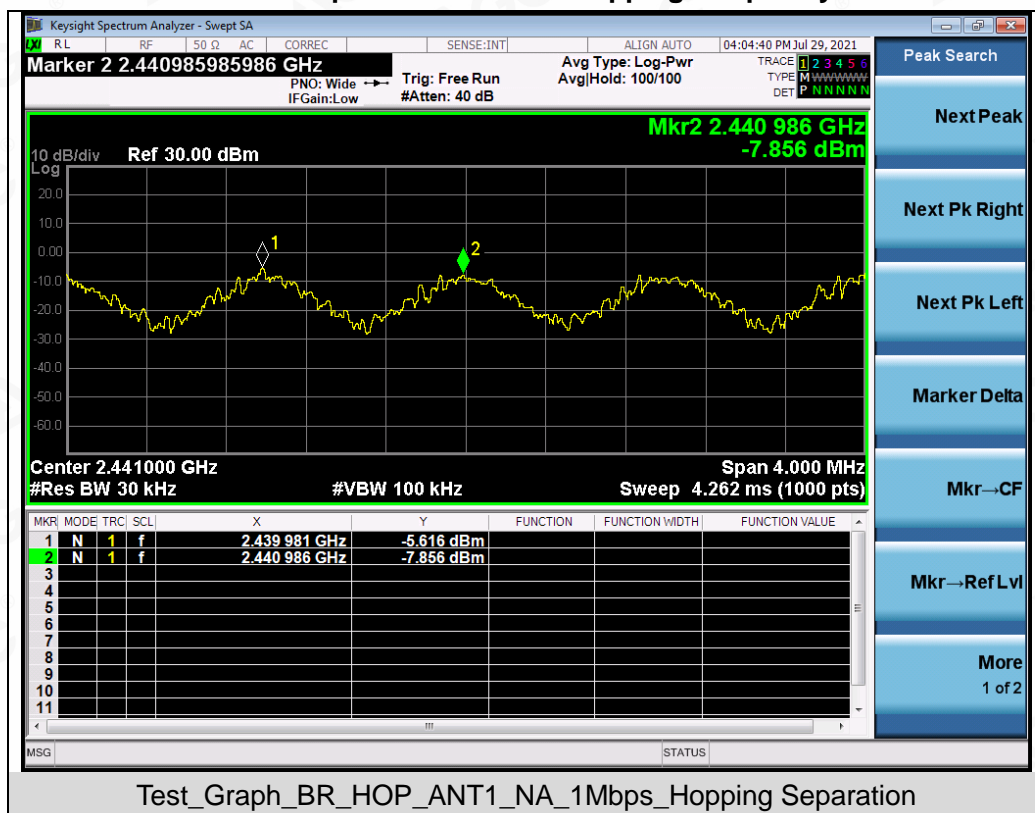 Keysight Spectrum Analyzer - Swept SA
LXI RL RF 50 Ω AC CORREC SENSE:INT ALIGN AUTO 04:04:40 PM Jul 29, 2021
Marker 2 2.440985985986 GHz
PNO: Wide
IFGain:Low
Trig: Free Run
#Atten: 40 dB
Avg Type: Log-Pwr
Avg|Hold: 100/100
TRACE 1 2 3 4 5 6
TYPE M WWWWW
DET P N N N N N
Mkr2 2.440 986 GHz
-7.856 dBm
10 dB/div Ref 30.00 dBm
Log
20.0
10.0
0.00
-10.0
-20.0
-30.0
-40.0
-50.0
-60.0
1
2
Center 2.441000 GHz Span 4.000 MHz
#Res BW 30 kHz #VBW 100 kHz Sweep 4.262 ms (1000 pts)
MKR MODE TRC SCL X Y FUNCTION FUNCTION WIDTH FUNCTION VALUE
1 N 1 f 2.439 981 GHz -5.616 dBm
2 N 1 f 2.440 986 GHz -7.856 dBm
3
4
5
6
7
8
9
10
11
MSG STATUS
Peak Search
Next Peak
Next Pk Right
Next Pk Left
Marker Delta
Mkr→CF
Mkr→Ref Lvl
More
1 of 2
Test_Graph_BR_HOP_ANT1_NA_1Mbps_Hopping Separation